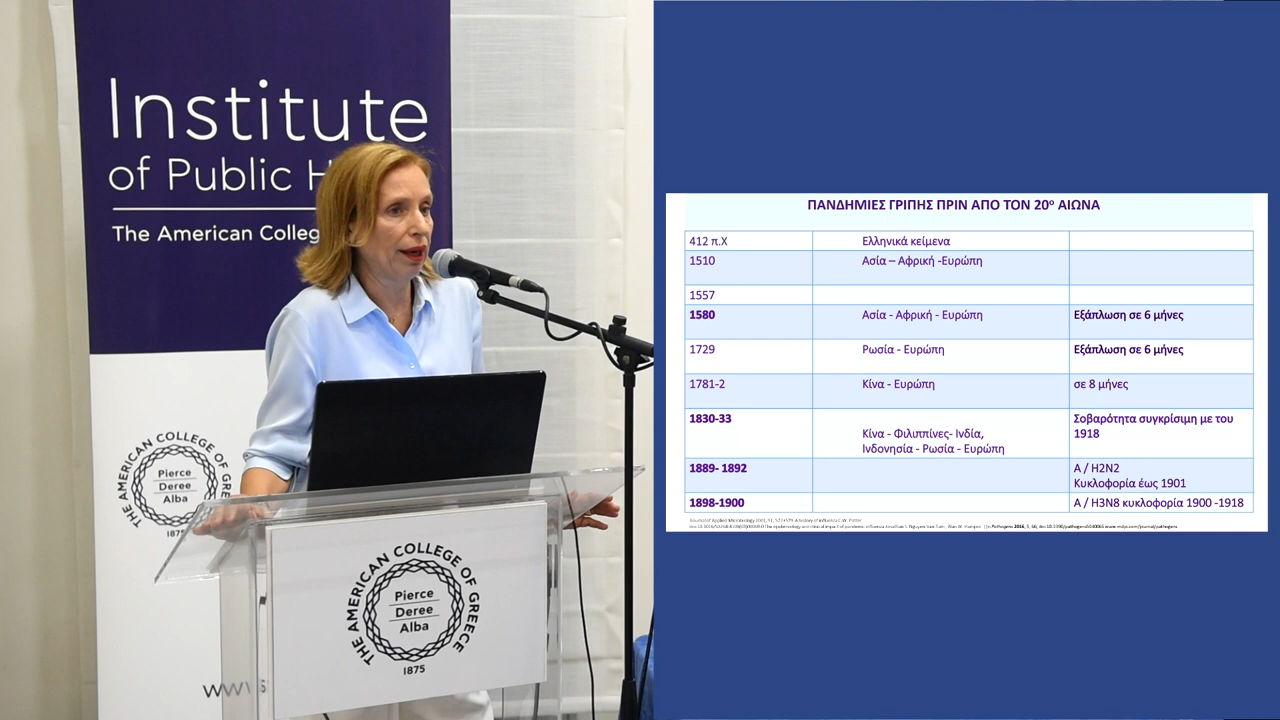 Institute
of Public H
The American Colleg
THE AMERICAN COLLEGE OF GREECE
Pierce
Deree
Alba
1875
THE AMERICAN COLLEGE OF GREECE
Pierce
Deree
Alba
1875
ΠΑΝΔΗΜΙΕΣ ΓΡΙΠΗΣ ΠΡΙΝ ΑΠΟ ΤΟΝ 20ο ΑΙΩΝΑ
412 π.Χ Ελληνικά κείμενα
1510 Ασία – Αφρική -Ευρώπη
1557
1580 Ασία - Αφρική - Ευρώπη Εξάπλωση σε 6 μήνες
1729 Ρωσία - Ευρώπη Εξάπλωση σε 6 μήνες
1781-2 Κίνα - Ευρώπη σε 8 μήνες
1830-33 Σοβαρότητα συγκρίσιμη με του
1918
Κίνα - Φιλιππίνες- Ινδία,
Ινδονησία - Ρωσία - Ευρώπη
1889- 1892 Α / Η2Ν2
Κυκλοφορία έως 1901
1898-1900 Α / Η3Ν8 κυκλοφορία 1900 -1918